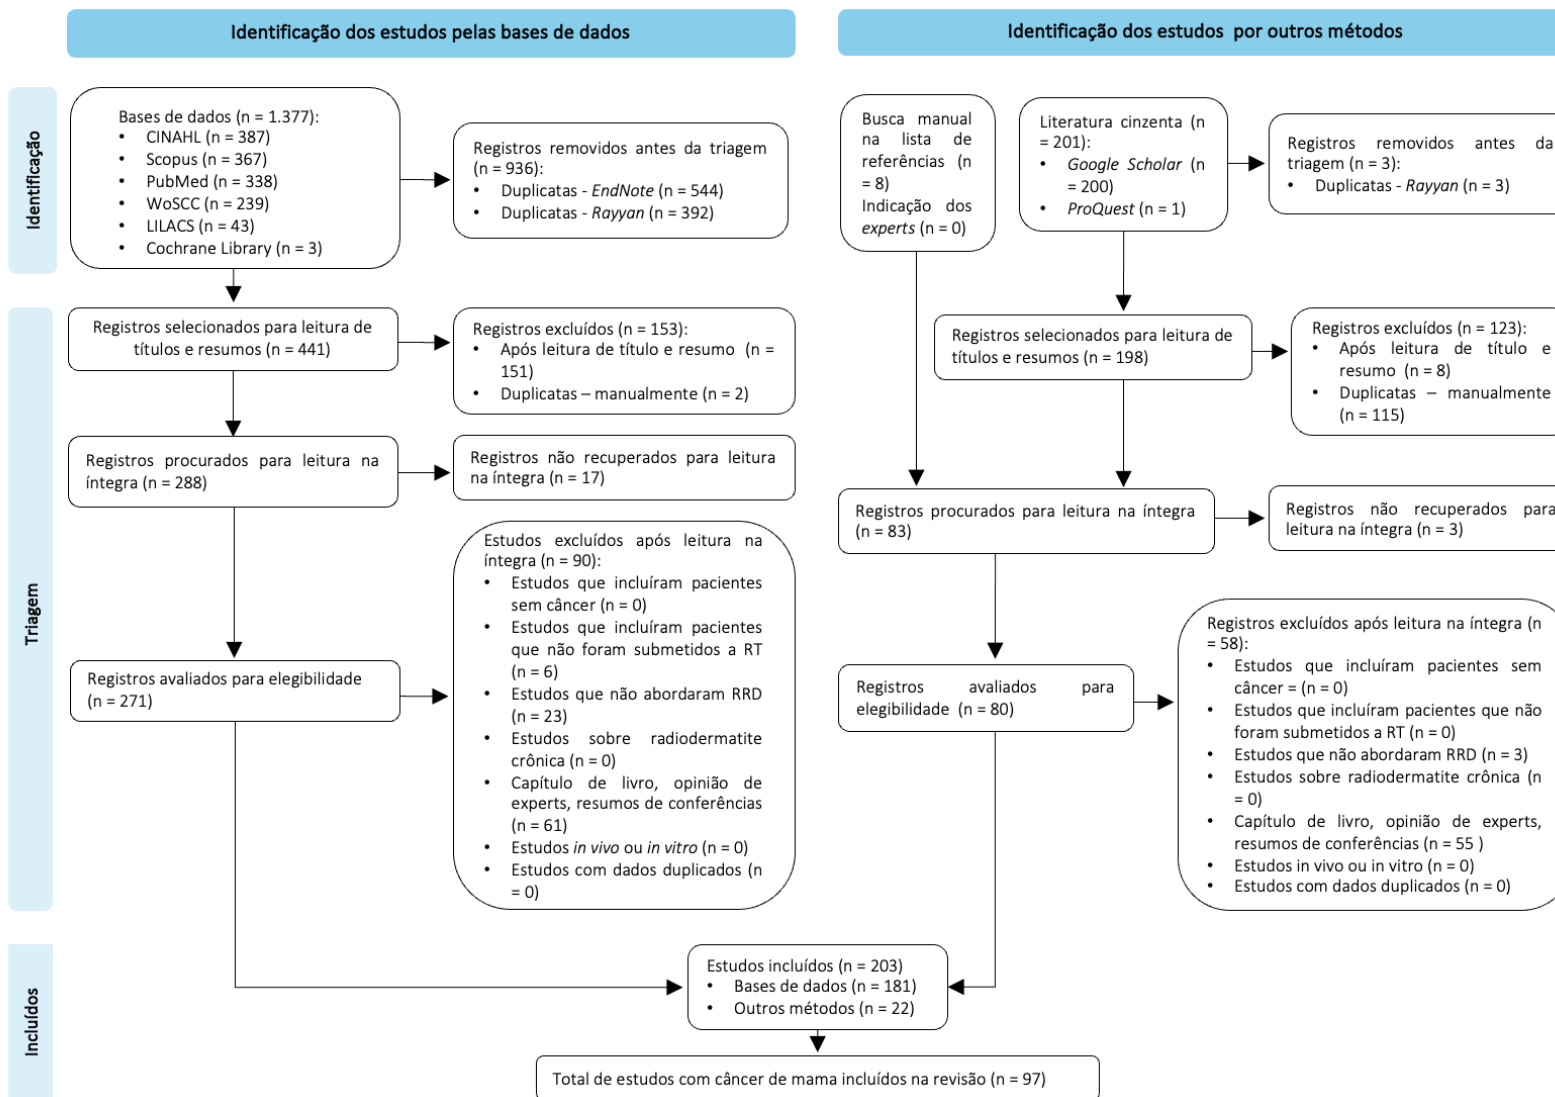 Identificação dos estudos pelas bases de dados
Identificação dos estudos por outros métodos
Identificação
Bases de dados (n = 1.377):
• CINAHL (n = 387)
• Scopus (n = 367)
• PubMed (n = 338)
• WoSCC (n = 239)
• LILACS (n = 43)
• Cochrane Library (n = 3)
Registros removidos antes da triagem
(n = 936):
• Duplicatas - EndNote (n = 544)
• Duplicatas - Rayyan (n = 392)
Busca manual
na lista de
referências (n
= 8)
Indicação dos
experts (n = 0)
Literatura cinzenta (n
= 201):
• Google Scholar (n
= 200)
• ProQuest (n = 1)
Registros removidos antes da
triagem (n = 3):
• Duplicatas - Rayyan (n = 3)
Triagem
Registros selecionados para leitura de
títulos e resumos (n = 441)
Registros excluídos (n = 153):
• Após leitura de título e resumo (n =
151)
• Duplicatas – manualmente (n = 2)
Registros selecionados para leitura de
títulos e resumos (n = 198)
Registros excluídos (n = 123):
• Após leitura de título e
resumo (n = 8)
• Duplicatas – manualmente
(n = 115)
Registros procurados para leitura na
íntegra (n = 288)
Registros não recuperados para leitura
na íntegra (n = 17)
Registros procurados para leitura na íntegra
(n = 83)
Registros não recuperados para
leitura na íntegra (n = 3)
Registros avaliados para elegibilidade
(n = 271)
Estudos excluídos após leitura na
íntegra (n = 90):
• Estudos que incluíram pacientes
sem câncer (n = 0)
• Estudos que incluíram pacientes
que não foram submetidos a RT
(n = 6)
• Estudos que não abordaram RRD
(n = 23)
• Estudos sobre radiodermatite
crônica (n = 0)
• Capítulo de livro, opinião de
experts, resumos de conferências
(n = 61)
• Estudos in vivo ou in vitro (n = 0)
• Estudos com dados duplicados (n
= 0)
Registros avaliados para
elegibilidade (n = 80)
Registros excluídos após leitura na íntegra (n
= 58):
• Estudos que incluíram pacientes sem
câncer = (n = 0)
• Estudos que incluíram pacientes que não
foram submetidos a RT (n = 0)
• Estudos que não abordaram RRD (n = 3)
• Estudos sobre radiodermatite crônica (n
= 0)
• Capítulo de livro, opinião de experts,
resumos de conferências (n = 55 )
• Estudos in vivo ou in vitro (n = 0)
• Estudos com dados duplicados (n = 0)
Incluídos
Estudos incluídos (n = 203)
• Bases de dados (n = 181)
• Outros métodos (n = 22)
Total de estudos com câncer de mama incluídos na revisão (n = 97)